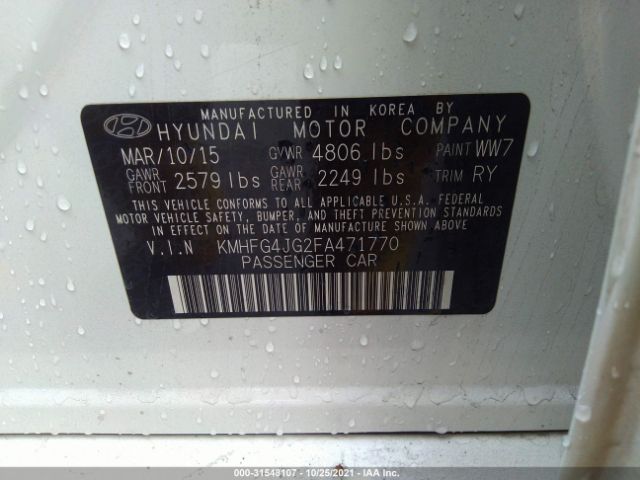 MANUFACTURED IN KOREA BY
HYUNDAI MOTOR COMPANY
MAR/10/15 GVWR 4806 lbs PAINT WW7
GAWR FRONT 2579 lbs GAWR REAR 2249 lbs TRIM RY
THIS VEHICLE CONFORMS TO ALL APPLICABLE U.S.A. FEDERAL
MOTOR VEHICLE SAFETY, BUMPER, AND THEFT PREVENTION
STANDARDS IN EFFECT ON THE DATE OF MANUFACTURE SHOWN ABOVE.
V.I.N KMHFG4JG2FA471770
PASSENGER CAR
000-31548107 - 10/25/2021 - IAA Inc.